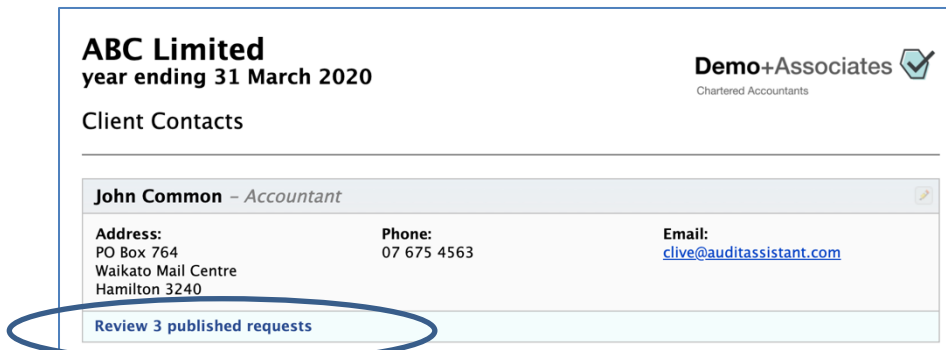 ABC Limited
year ending 31 March 2020
Demo+Associates
Chartered Accountants
Client Contacts
John Common – Accountant
Address:
PO Box 764
Waikato Mail Centre
Hamilton 3240
Phone:
07 675 4563
Email:
clive@auditassistant.com
Review 3 published requests